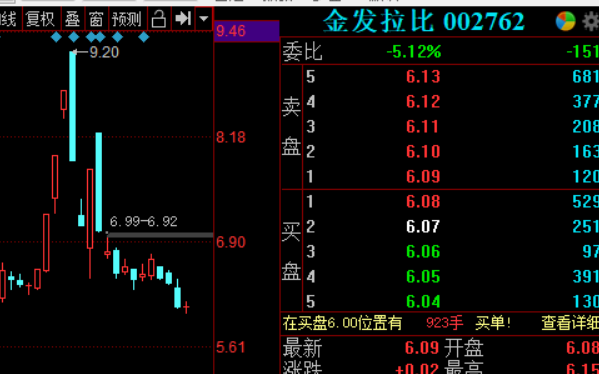 线 复权 叠 窗 预测
9.46
9.20
8.18
6.99-6.92
6.90
5.61
金发拉比 002762
委比 -5.12% -151
卖盘
5 6.13 681
4 6.12 377
3 6.11 208
2 6.10 163
1 6.09 120
买盘
1 6.08 529
2 6.07 251
3 6.06 97
4 6.05 391
5 6.04 130
在买盘6.00位置有 923手 买单! 查看详细
最新 6.09 开盘 6.08
涨跌 +0.02 最高 6.15